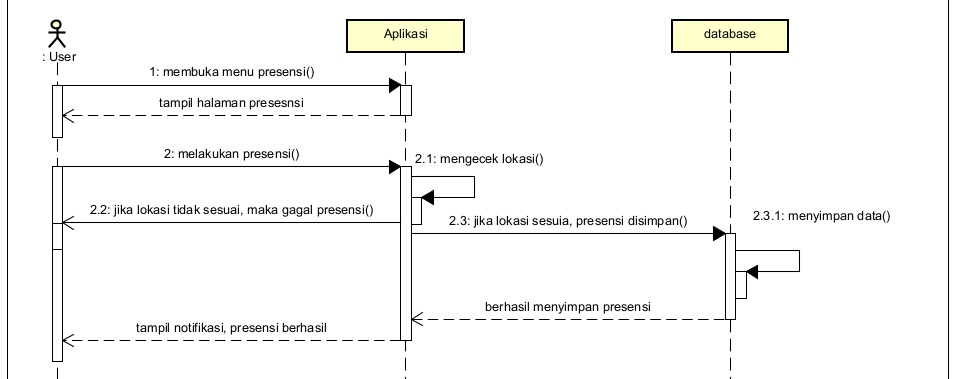 Aplikasi
database
: User
1: membuka menu presensi()
tampil halaman presesnsi
2: melakukan presensi()
2.1: mengecek lokasi()
2.2: jika lokasi tidak sesuai, maka gagal presensi()
2.3: jika lokasi sesuia, presensi disimpan()
2.3.1: menyimpan data()
berhasil menyimpan presensi
tampil notifikasi, presensi berhasil